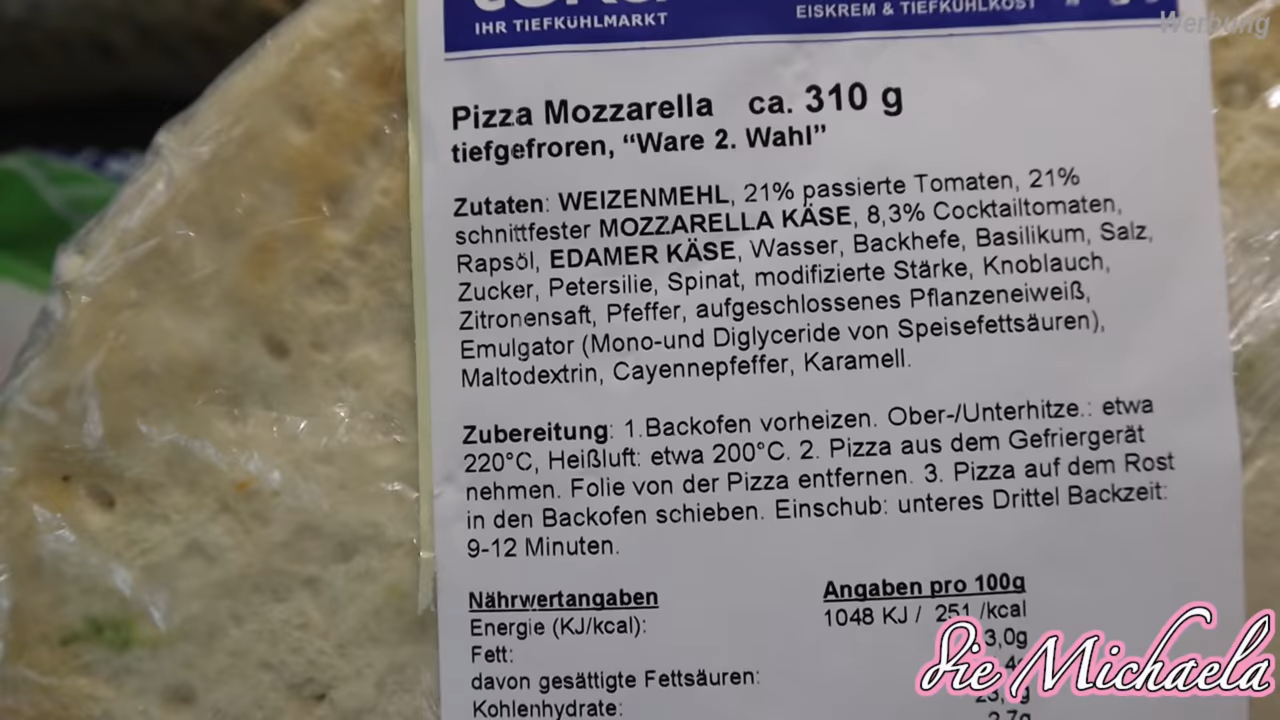 IHR TIEFKÜHLMARKT
EISKREM & TIEFKÜHLKOST
Werbung
Pizza Mozzarella ca. 310 g
tiefgefroren, “Ware 2. Wahl”
Zutaten: WEIZENMEHL, 21% passierte Tomaten, 21%
schnittfester MOZZARELLA KÄSE, 8,3% Cocktailtomaten,
Rapsöl, EDAMER KÄSE, Wasser, Backhefe, Basilikum, Salz,
Zucker, Petersilie, Spinat, modifizierte Stärke, Knoblauch,
Zitronensaft, Pfeffer, aufgeschlossenes Pflanzeneiweiß,
Emulgator (Mono-und Diglyceride von Speisefettsäuren),
Maltodextrin, Cayennepfeffer, Karamell.
Zubereitung: 1.Backofen vorheizen. Ober-/Unterhitze.: etwa
220°C, Heißluft: etwa 200°C. 2. Pizza aus dem Gefriergerät
nehmen. Folie von der Pizza entfernen. 3. Pizza auf dem Rost
in den Backofen schieben. Einschub: unteres Drittel Backzeit:
9-12 Minuten.
Nährwertangaben Angaben pro 100g
Energie (KJ/kcal): 1048 KJ / 251 /kcal
Fett: 3,0g
davon gesättigte Fettsäuren:
Kohlenhydrate:
die Michaela